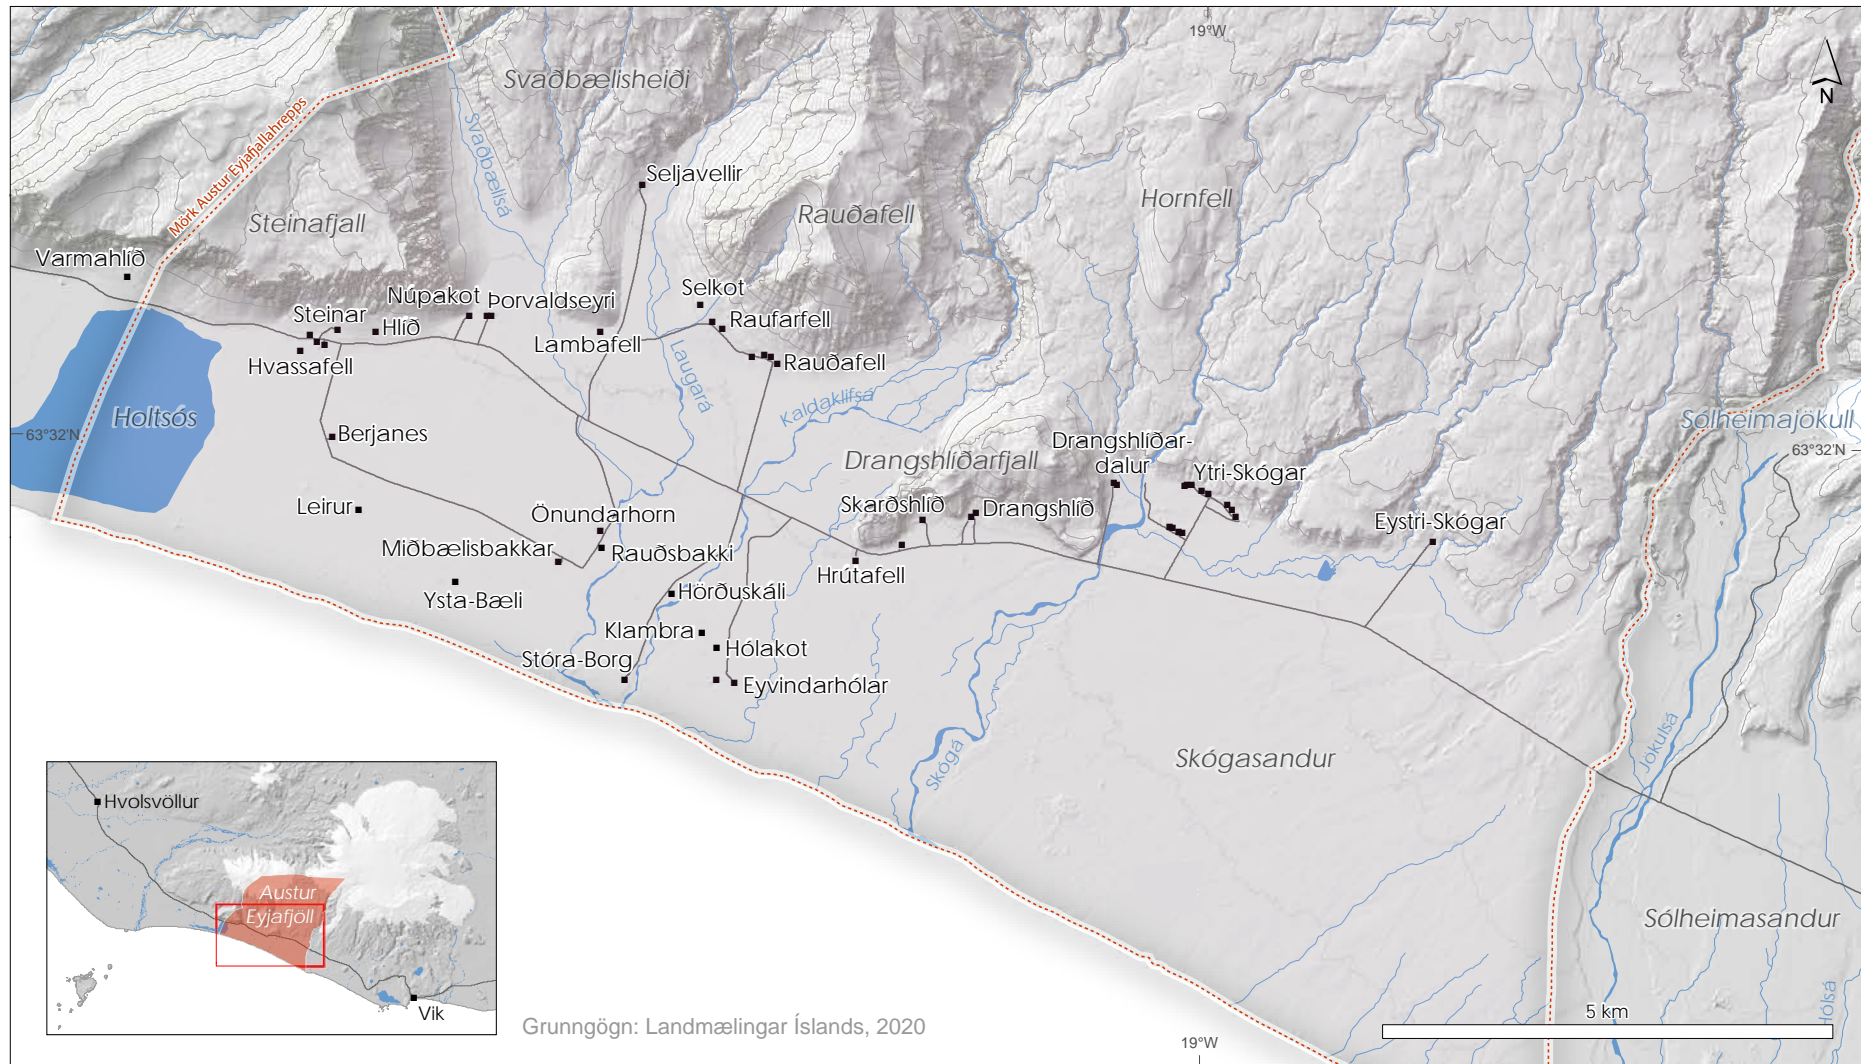 19°W
Svaðbælisheiði
N
Mörk Austur Eyjafjallahrepps
Svaðbælisá
Seljavellir
Steinafjall
Rauðafell
Hornfell
Varmahlíð
Núpakot
Þorvaldseyri
Selkot
Steinar
Hlíð
Raufarfell
Lambafell
Hvassafell
Laugará
Rauðafell
Kaldaklifsá
Holtsós
Sólheimajökull
63°32'N
Berjanes
Drangshlíðar-
dalur
63°32'N
Drangshlíðarfjall
Ytri-Skógar
Leirur
Skarðshlíð
Drangshlíð
Önundarhorn
Eystri-Skógar
Miðbælisbakkar
Rauðsbakki
Hrútafell
Ysta-Bæli
Hörðuskáli
Klambra
Hólakot
Stóra-Borg
Eyvindarhólar
Skógá
Skógasandur
Jökulsá
Hvolsvöllur
Austur
Eyjafjöll
Sólheimasandur
Hólsá
Vik
5 km
Grunngögn: Landmælingar Íslands, 2020
19°W